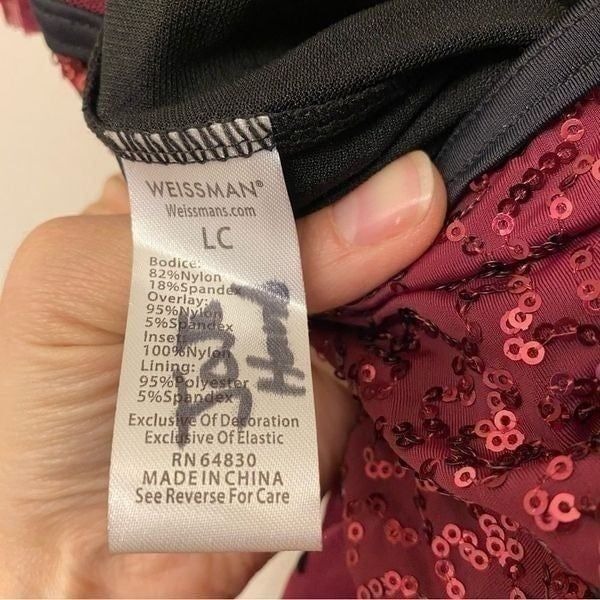 WEISSMAN®
Weissmans.com
LC
Bodice:
82%Nylon
18%Spandex
Overlay:
95%Nylon
5%Spandex
Inset:
100%Nylon
Lining:
95%Polyester
5%Spandex
Exclusive Of Decoration
Exclusive Of Elastic
RN 64830
MADE IN CHINA
See Reverse For Care